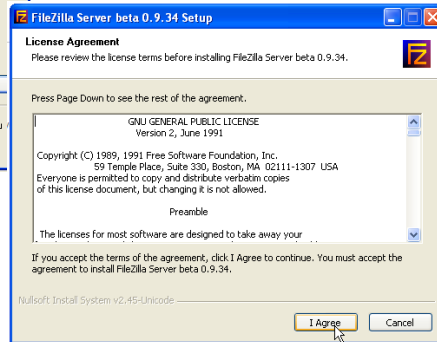 FileZilla Server beta 0.9.34 Setup
License Agreement
Please review the license terms before installing FileZilla Server beta 0.9.34.
Press Page Down to see the rest of the agreement.
GNU GENERAL PUBLIC LICENSE
Version 2, June 1991
Copyright (C) 1989, 1991 Free Software Foundation, Inc.
59 Temple Place, Suite 330, Boston, MA 02111-1307 USA
Everyone is permitted to copy and distribute verbatim copies
of this license document, but changing it is not allowed.
Preamble
The licenses for most software are designed to take away your
If you accept the terms of the agreement, click I Agree to continue. You must accept the
agreement to install FileZilla Server beta 0.9.34.
Nullsoft Install System v2.45-Unicode
I Agree Cancel